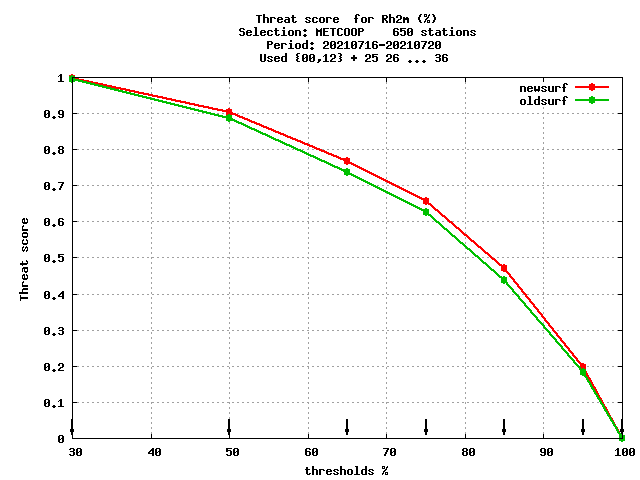 Threat score  for Rh2m (%)
Selection: METCOOP    650 stations
Period: 20210716-20210720
Used {00,12} + 25 26 ... 36
newsurf
oldsurf
Threat score
1
0.9
0.8
0.7
0.6
0.5
0.4
0.3
0.2
0.1
0
30 40 50 60 70 80 90 100
thresholds %